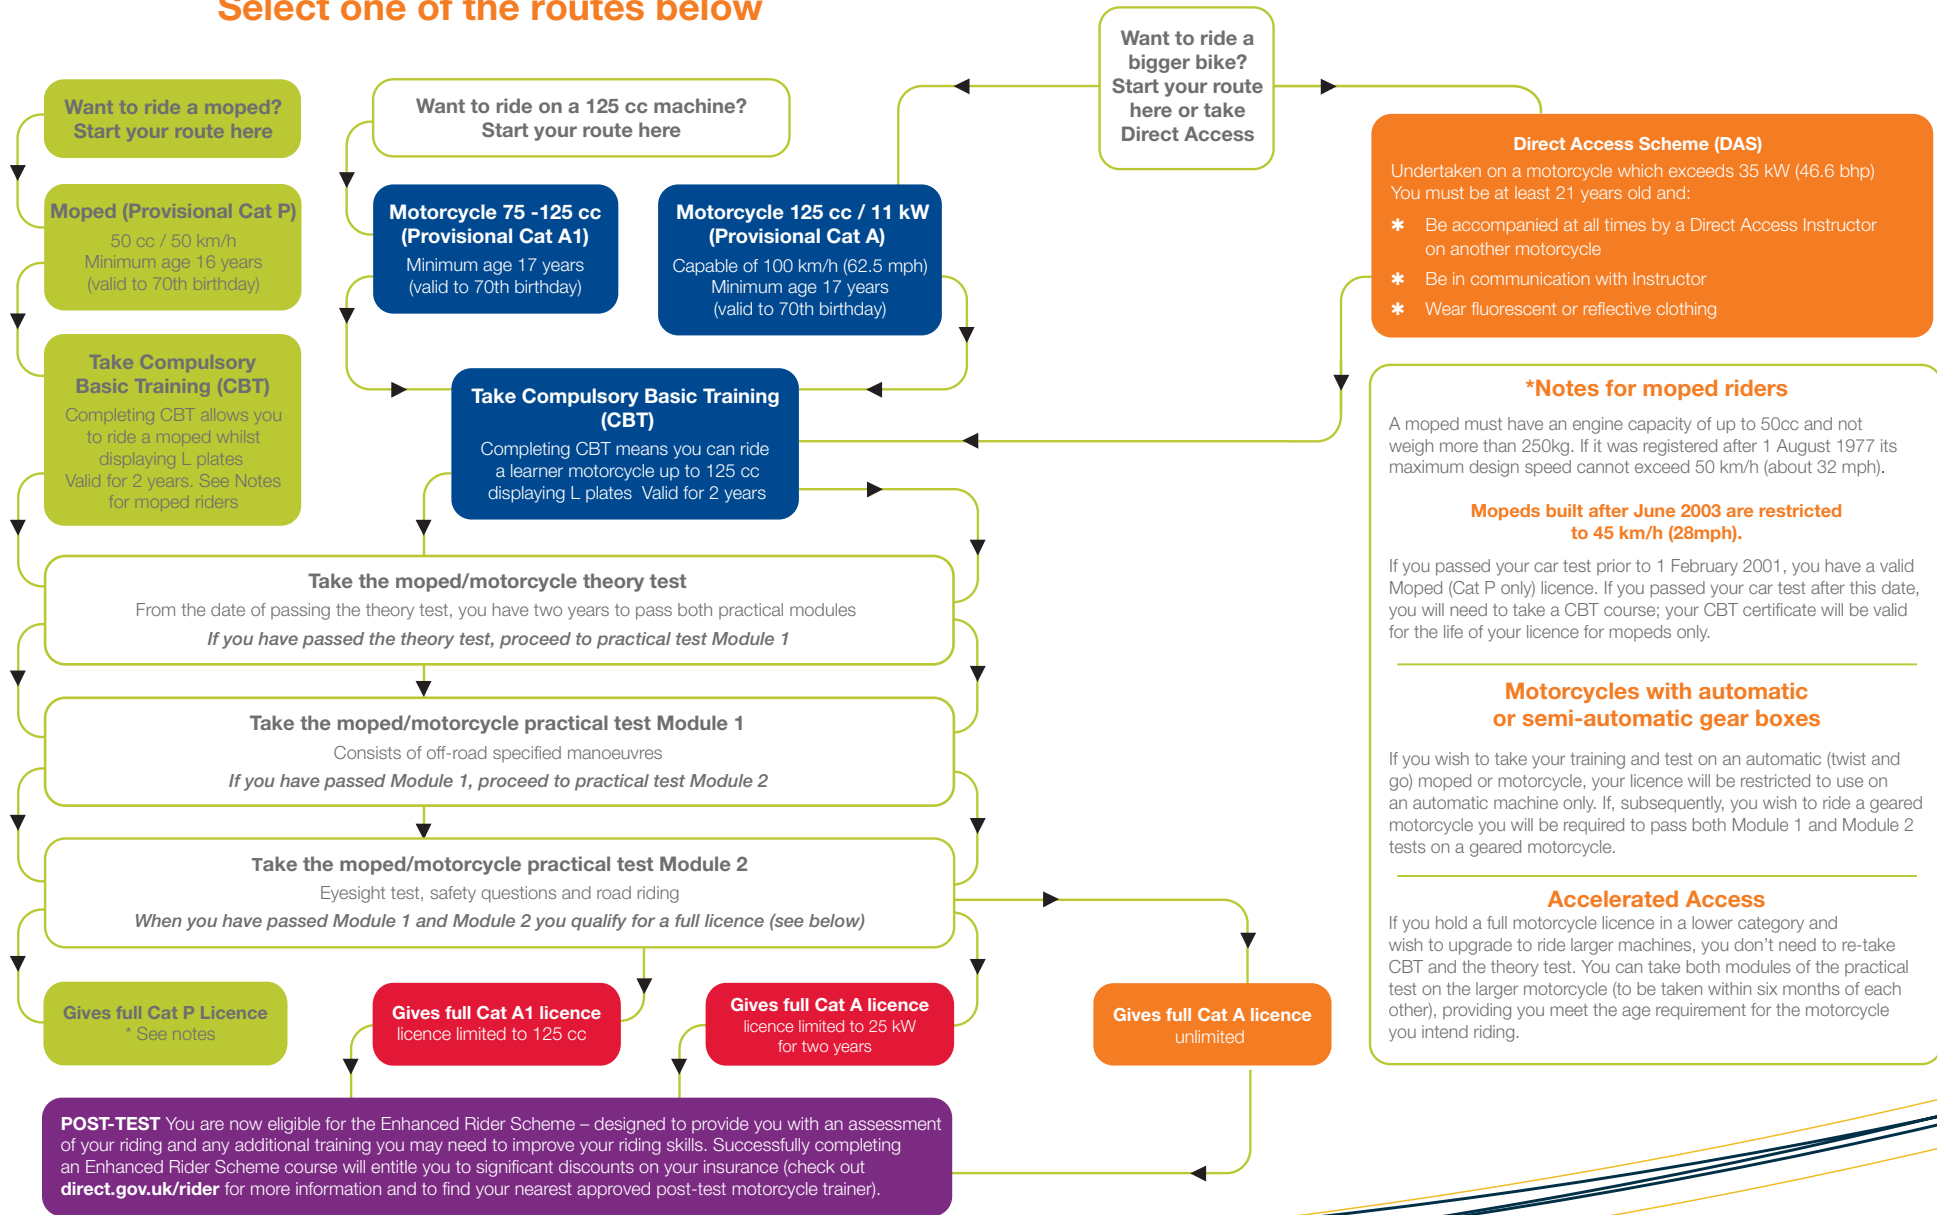 Select one of the routes below
Want to ride a
bigger bike?
Start your route
here or take
Direct Access
Want to ride a moped?
Start your route here
Want to ride on a 125 cc machine?
Start your route here
Moped (Provisional Cat P)
50 cc / 50 km/h
Minimum age 16 years
(valid to 70th birthday)
Motorcycle 75 -125 cc
(Provisional Cat A1)
Minimum age 17 years
(valid to 70th birthday)
Motorcycle 125 cc / 11 kW
(Provisional Cat A)
Capable of 100 km/h (62.5 mph)
Minimum age 17 years
(valid to 70th birthday)
Direct Access Scheme (DAS)
Undertaken on a motorcycle which exceeds 35 kW (46.6 bhp)
You must be at least 21 years old and:
✱ Be accompanied at all times by a Direct Access Instructor
on another motorcycle
✱ Be in communication with Instructor
✱ Wear fluorescent or reflective clothing
Take Compulsory
Basic Training (CBT)
Completing CBT allows you
to ride a moped whilst
displaying L plates
Valid for 2 years. See Notes
for moped riders
Take Compulsory Basic Training
(CBT)
Completing CBT means you can ride
a learner motorcycle up to 125 cc
displaying L plates Valid for 2 years
Take the moped/motorcycle theory test
From the date of passing the theory test, you have two years to pass both practical modules
If you have passed the theory test, proceed to practical test Module 1
Take the moped/motorcycle practical test Module 1
Consists of off-road specified manoeuvres
If you have passed Module 1, proceed to practical test Module 2
Take the moped/motorcycle practical test Module 2
Eyesight test, safety questions and road riding
When you have passed Module 1 and Module 2 you qualify for a full licence (see below)
Gives full Cat P Licence
* See notes
Gives full Cat A1 licence
licence limited to 125 cc
Gives full Cat A licence
licence limited to 25 kW
for two years
Gives full Cat A licence
unlimited
POST-TEST You are now eligible for the Enhanced Rider Scheme – designed to provide you with an assessment
of your riding and any additional training you may need to improve your riding skills. Successfully completing
an Enhanced Rider Scheme course will entitle you to significant discounts on your insurance (check out
direct.gov.uk/rider for more information and to find your nearest approved post-test motorcycle trainer).
*Notes for moped riders
A moped must have an engine capacity of up to 50cc and not
weigh more than 250kg. If it was registered after 1 August 1977 its
maximum design speed cannot exceed 50 km/h (about 32 mph).
Mopeds built after June 2003 are restricted
to 45 km/h (28mph).
If you passed your car test prior to 1 February 2001, you have a valid
Moped (Cat P only) licence. If you passed your car test after this date,
you will need to take a CBT course; your CBT certificate will be valid
for the life of your licence for mopeds only.
Motorcycles with automatic
or semi-automatic gear boxes
If you wish to take your training and test on an automatic (twist and
go) moped or motorcycle, your licence will be restricted to use on
an automatic machine only. If, subsequently, you wish to ride a geared
motorcycle you will be required to pass both Module 1 and Module 2
tests on a geared motorcycle.
Accelerated Access
If you hold a full motorcycle licence in a lower category and
wish to upgrade to ride larger machines, you don't need to re-take
CBT and the theory test. You can take both modules of the practical
test on the larger motorcycle (to be taken within six months of each
other), providing you meet the age requirement for the motorcycle
you intend riding.